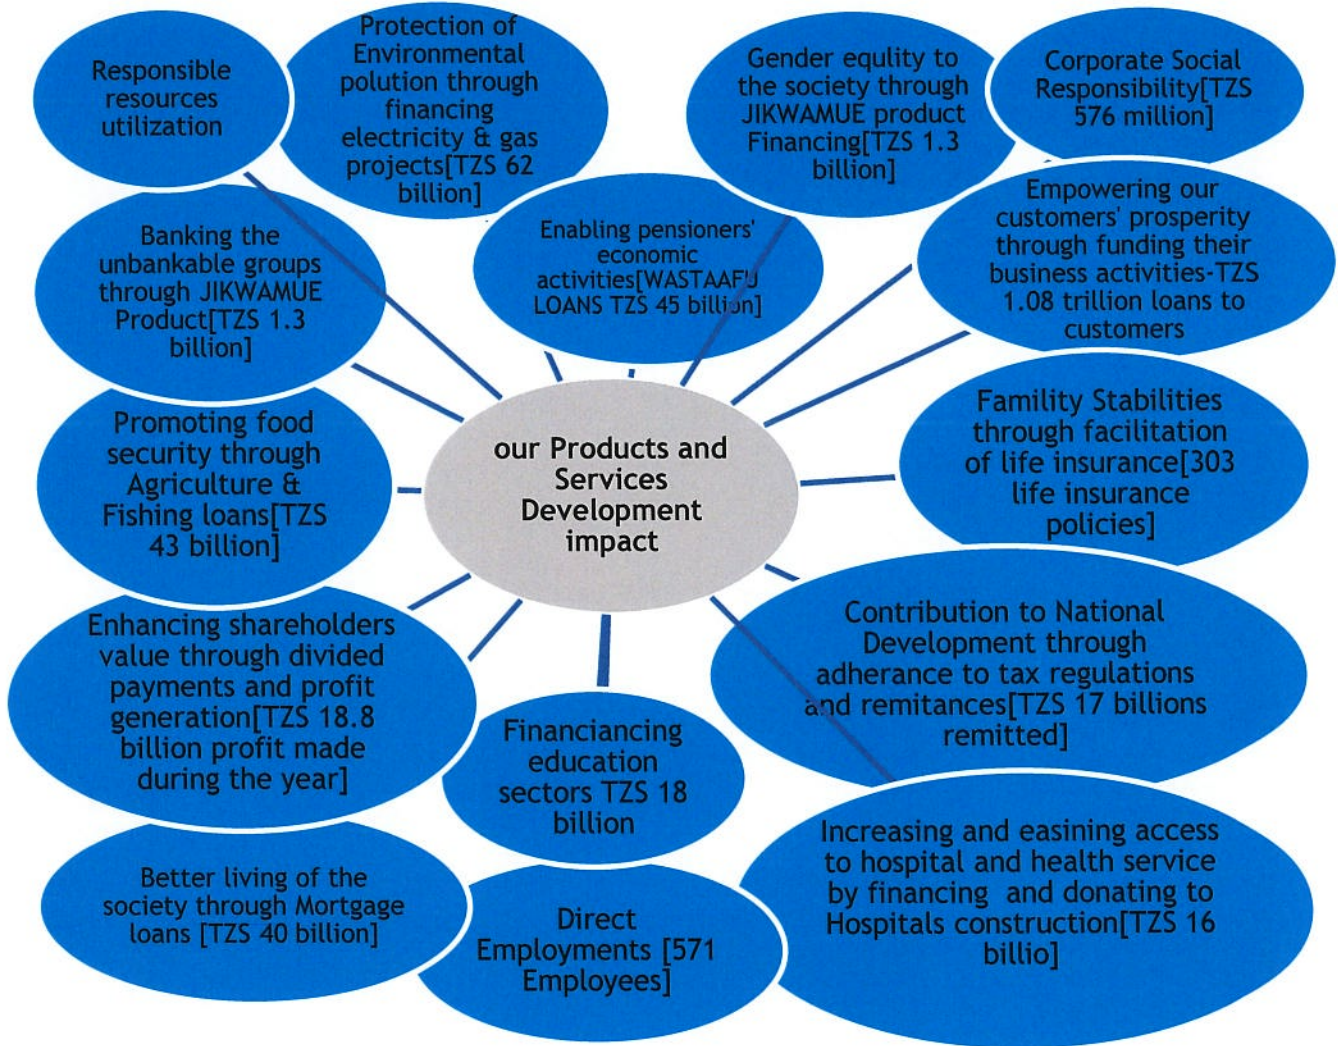 Responsible
resources
utilization
Protection of
Environmental
polution through
financing
electricity & gas
projects[TZS 62
billion]
Gender equlity to
the society through
JIKWAMUE product
Financing[TZS 1.3
billion]
Corporate Social
Responsibility[TZS
576 million]
Banking the
unbankable groups
through JIKWAMUE
Product[TZS 1.3
billion]
Enabling pensioners'
economic
activities[WASTAAFU
LOANS TZS 45 billion]
Empowering our
customers' prosperity
through funding their
business activities-TZS
1.08 trillion loans to
customers
Promoting food
security through
Agriculture &
Fishing loans[TZS
43 billion]
our Products and
Services
Development
impact
Famility Stabilities
through facilitation
of life insurance[303
life insurance
policies]
Enhancing shareholders
value through divided
payments and profit
generation[TZS 18.8
billion profit made
during the year]
Contribution to National
Development through
adherance to tax regulations
and remitances[TZS 17 billions
remitted]
Financiancing
education
sectors TZS 18
billion
Better living of the
society through Mortgage
loans [TZS 40 billion]
Direct
Employments [571
Employees]
Increasing and easining access
to hospital and health service
by financing and donating to
Hospitals construction[TZS 16
billio]